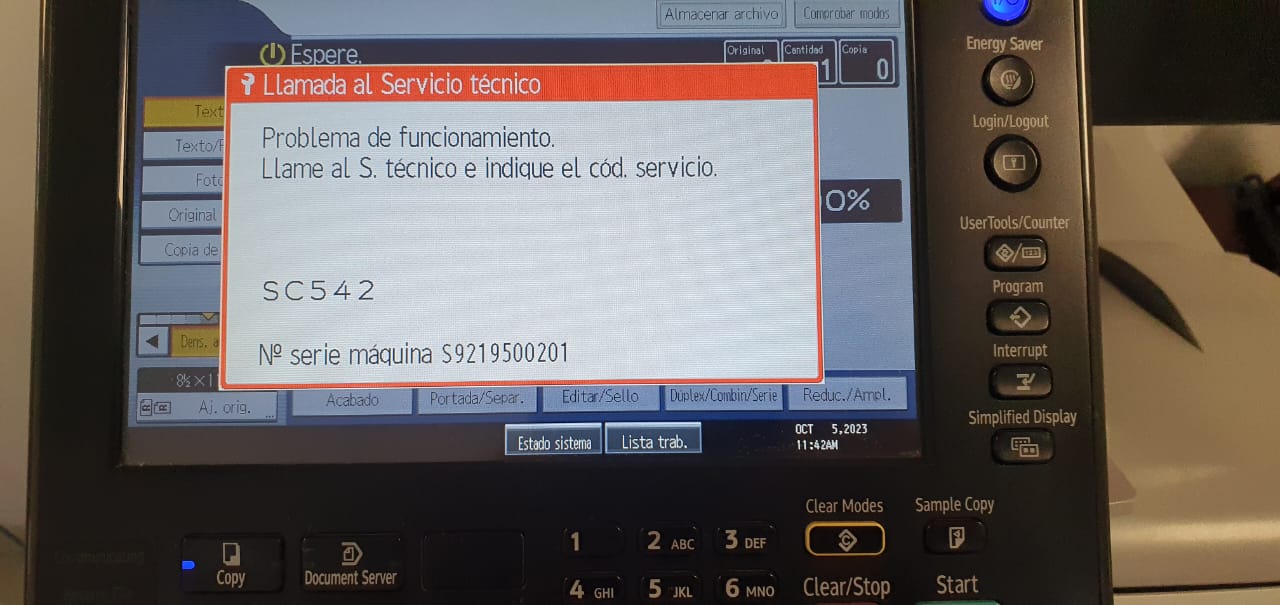 Almacenar archivo
Comprobar modos
Espere.
Original
Cantidad
Copia
1
0
Llamada al Servicio técnico
Problema de funcionamiento.
Llame al S. técnico e indique el cód. servicio.
SC542
Nº serie máquina S9219500201
Text
Texto/F
Foto
Original
Copia de
0%
Dens. a
8½×11
Aj. orig.
...
Acabado
Portada/Separ.
Editar/Sello
Dúplex/Combin/Serie
Reduc./Ampl.
Estado sistema
Lista trab.
OCT 5,2023
11:42AM
Energy Saver
Login/Logout
UserTools/Counter
Program
Interrupt
Simplified Display
Copy
Document Server
1
2 ABC
3 DEF
4 GHI
5 JKL
6 MNO
Clear Modes
C
Clear/Stop
Sample Copy
Start